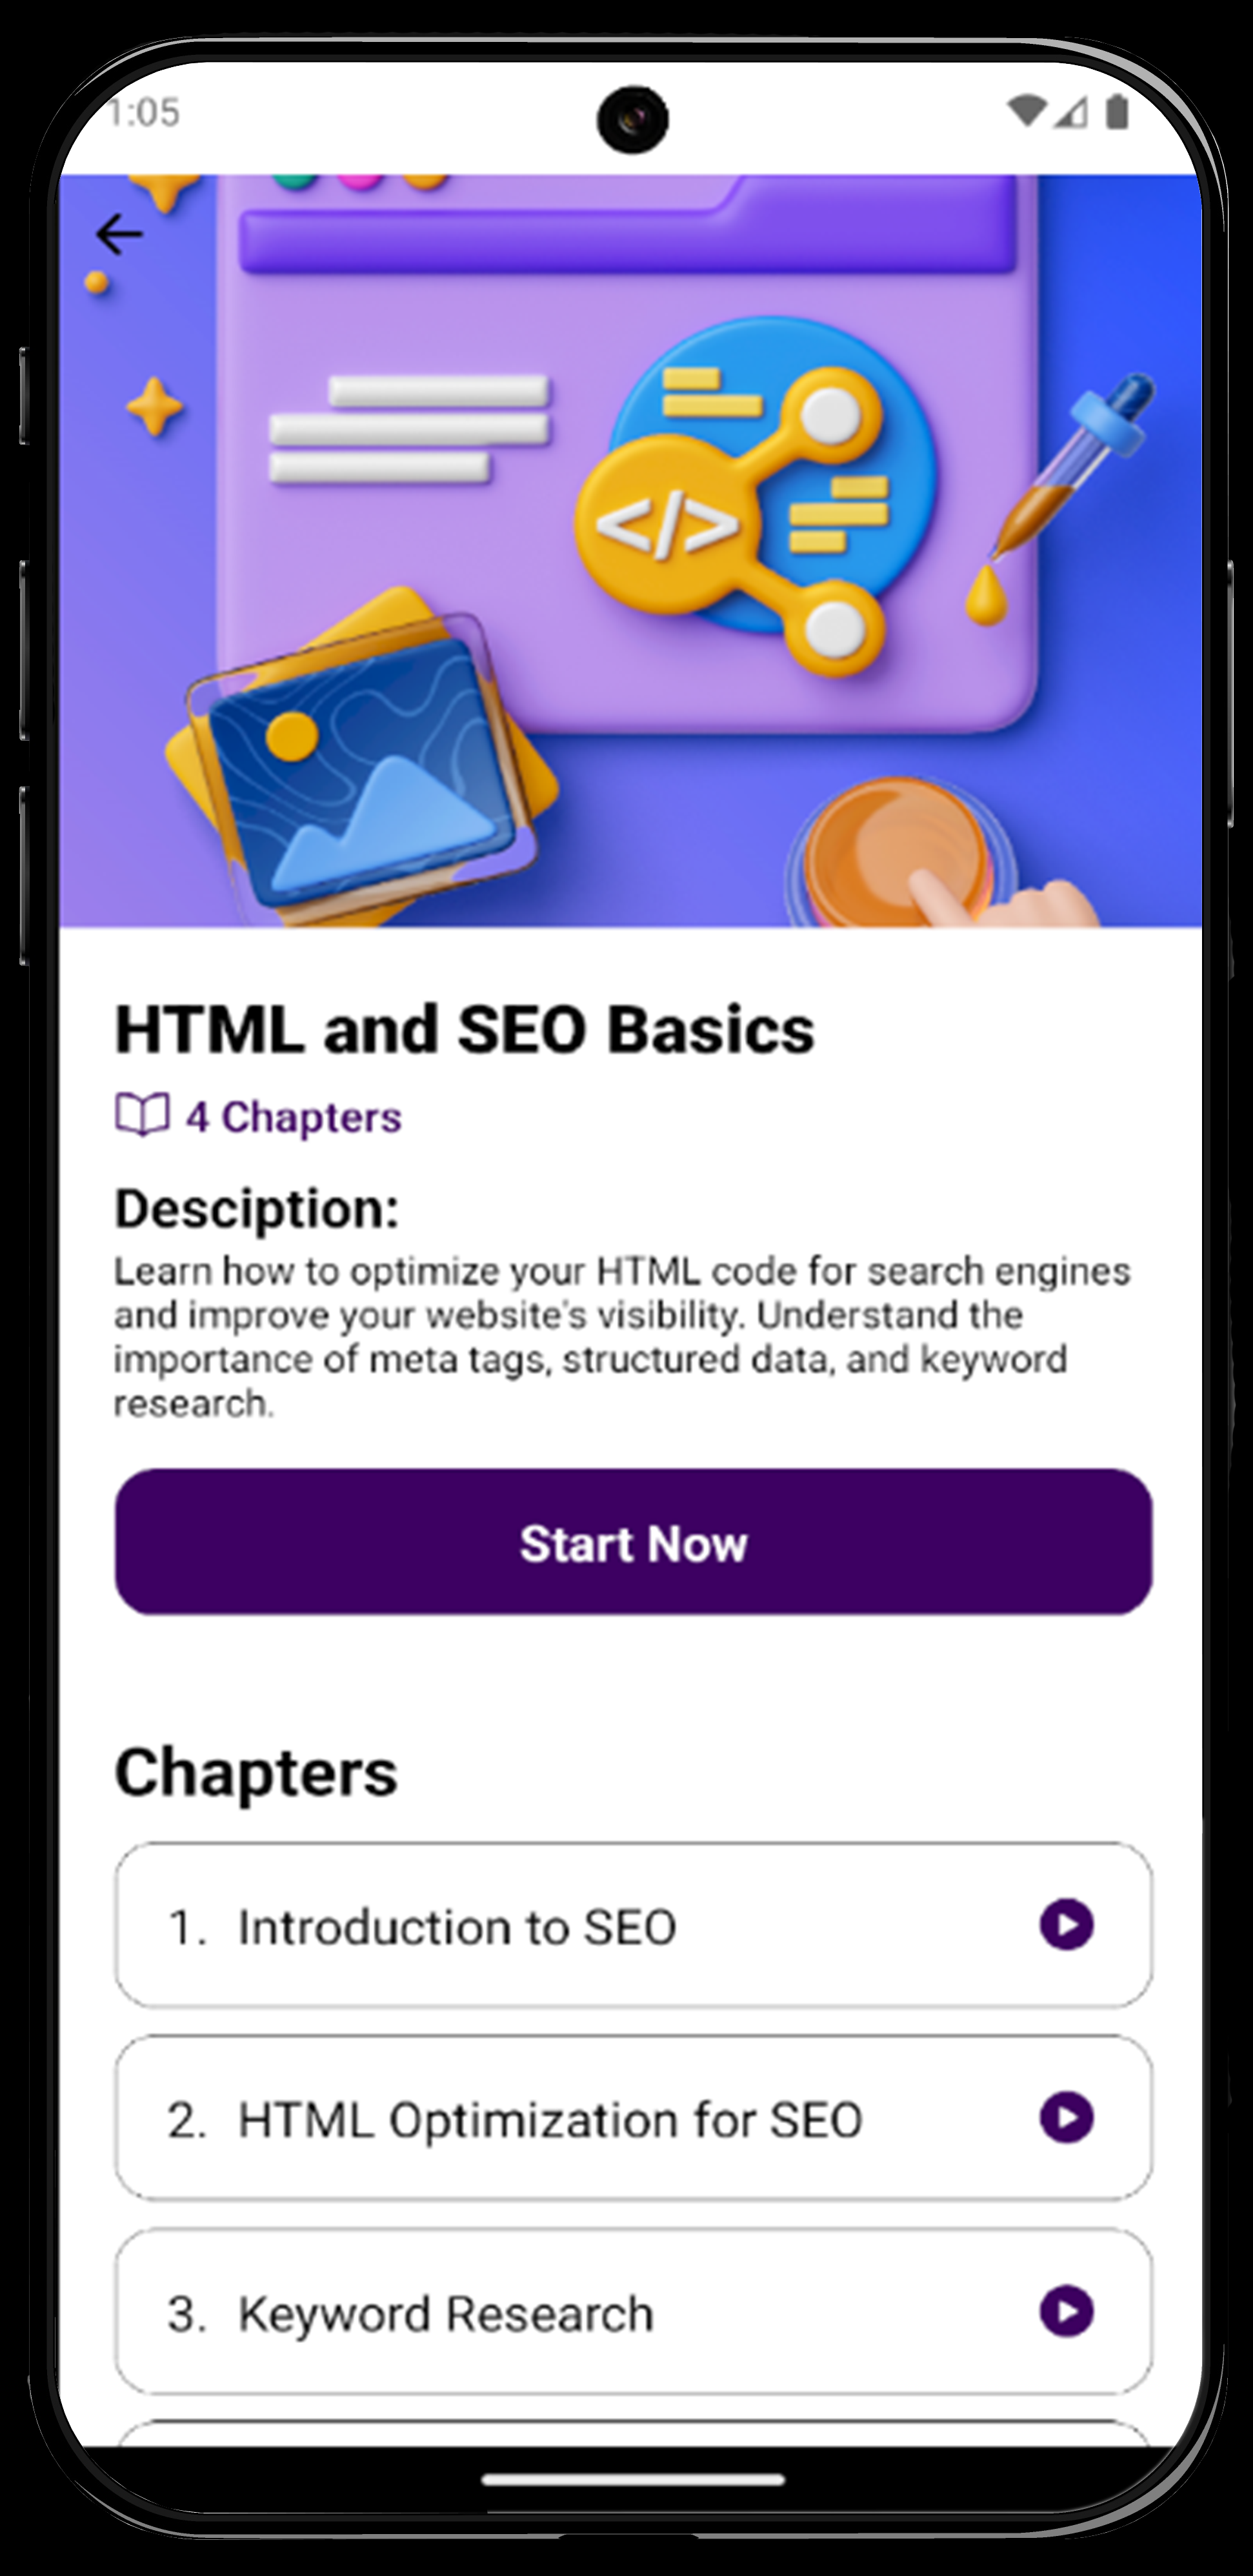 1:05
</>
HTML and SEO Basics
4 Chapters
Desciption:
Learn how to optimize your HTML code for search engines
and improve your website's visibility. Understand the
importance of meta tags, structured data, and keyword
research.
Start Now
Chapters
1. Introduction to SEO
2. HTML Optimization for SEO
3. Keyword Research